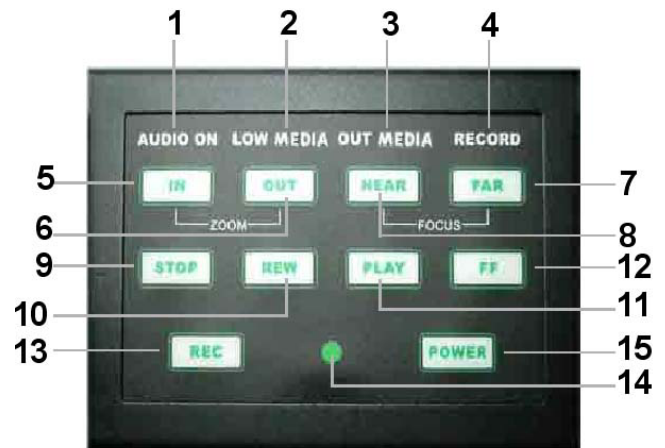 1 2 3 4
AUDIO ON LOW MEDIA OUT MEDIA RECORD
5 IN OUT NEAR FAR 7
6 ZOOM FOCUS 8
9 STOP REW PLAY FF 12
10 11
13 REC POWER 15
14